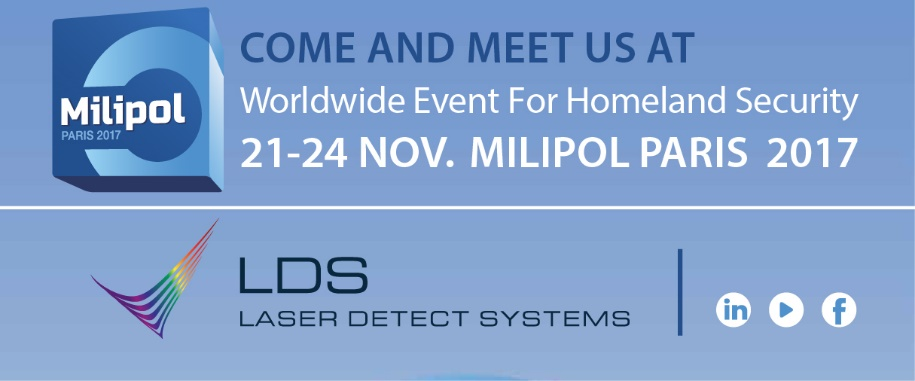 COME AND MEET US AT
Worldwide Event For Homeland Security
21-24 NOV. MILIPOL PARIS 2017
Milipol
PARIS 2017
LDS
LASER DETECT SYSTEMS
in
f